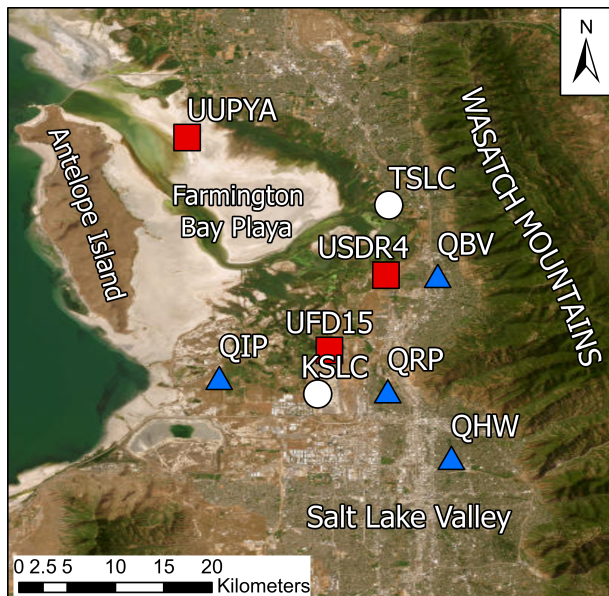 N
UUPYA
WASATCH MOUNTAINS
Antelope Island
TSLC
Farmington
Bay Playa
USDR4
QBV
UFD15
QIP
KSLC
QRP
QHW
Salt Lake Valley
0 2.5 5 10 15 20
Kilometers